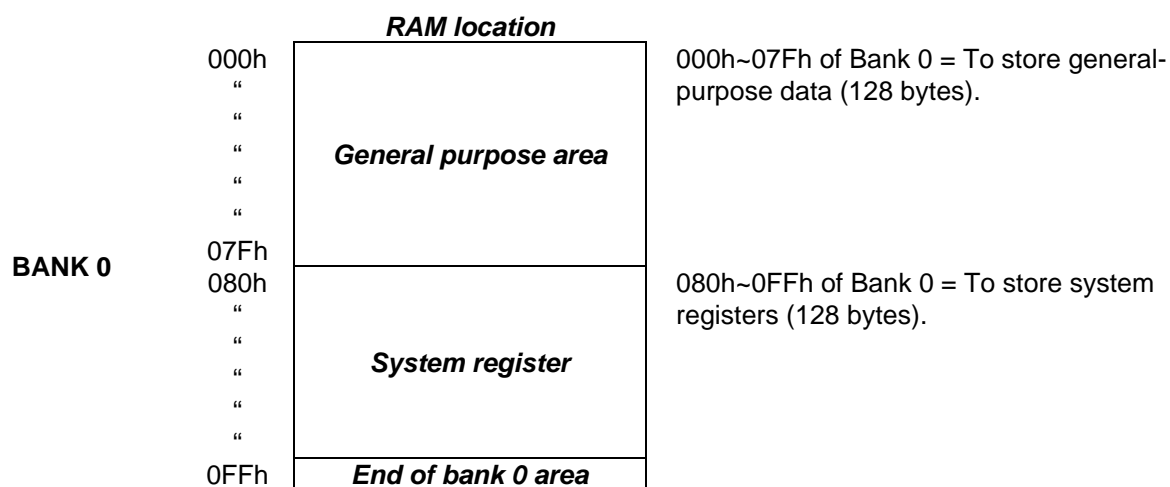 RAM location
000h
“
“
“
“
“
07Fh
General purpose area
000h~07Fh of Bank 0 = To store general-
purpose data (128 bytes).
BANK 0
080h
“
“
“
“
“
0FFh
System register
End of bank 0 area
080h~0FFh of Bank 0 = To store system
registers (128 bytes).